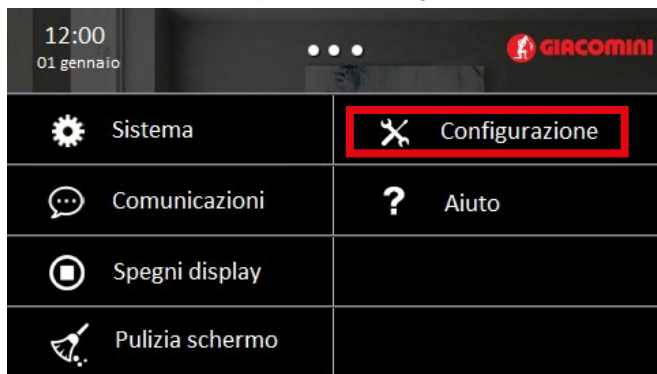 12:00
01 gennaio
GIACOMINI
Sistema
Configurazione
Comunicazioni
? Aiuto
Spegni display
Pulizia schermo